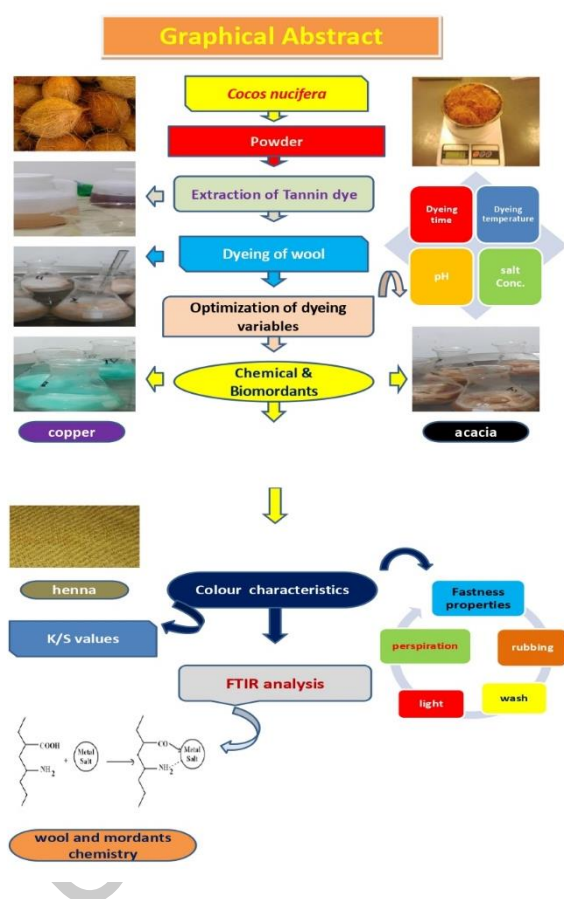 Graphical Abstract
Cocos nucifera
Powder
Extraction of Tannin dye
Dyeing of wool
Optimization of dyeing
variables
Chemical &
Biomordants
copper
Dyeing
time
Dyeing
temperature
pH
salt
Conc.
acacia
henna
Colour characteristics
K/S values
FTIR analysis
Fastness
properties
perspiration
rubbing
light
wash
COOH
NH2
+
Metal
Salt
CO
NH2
Metal
Salt
wool and mordants
chemistry